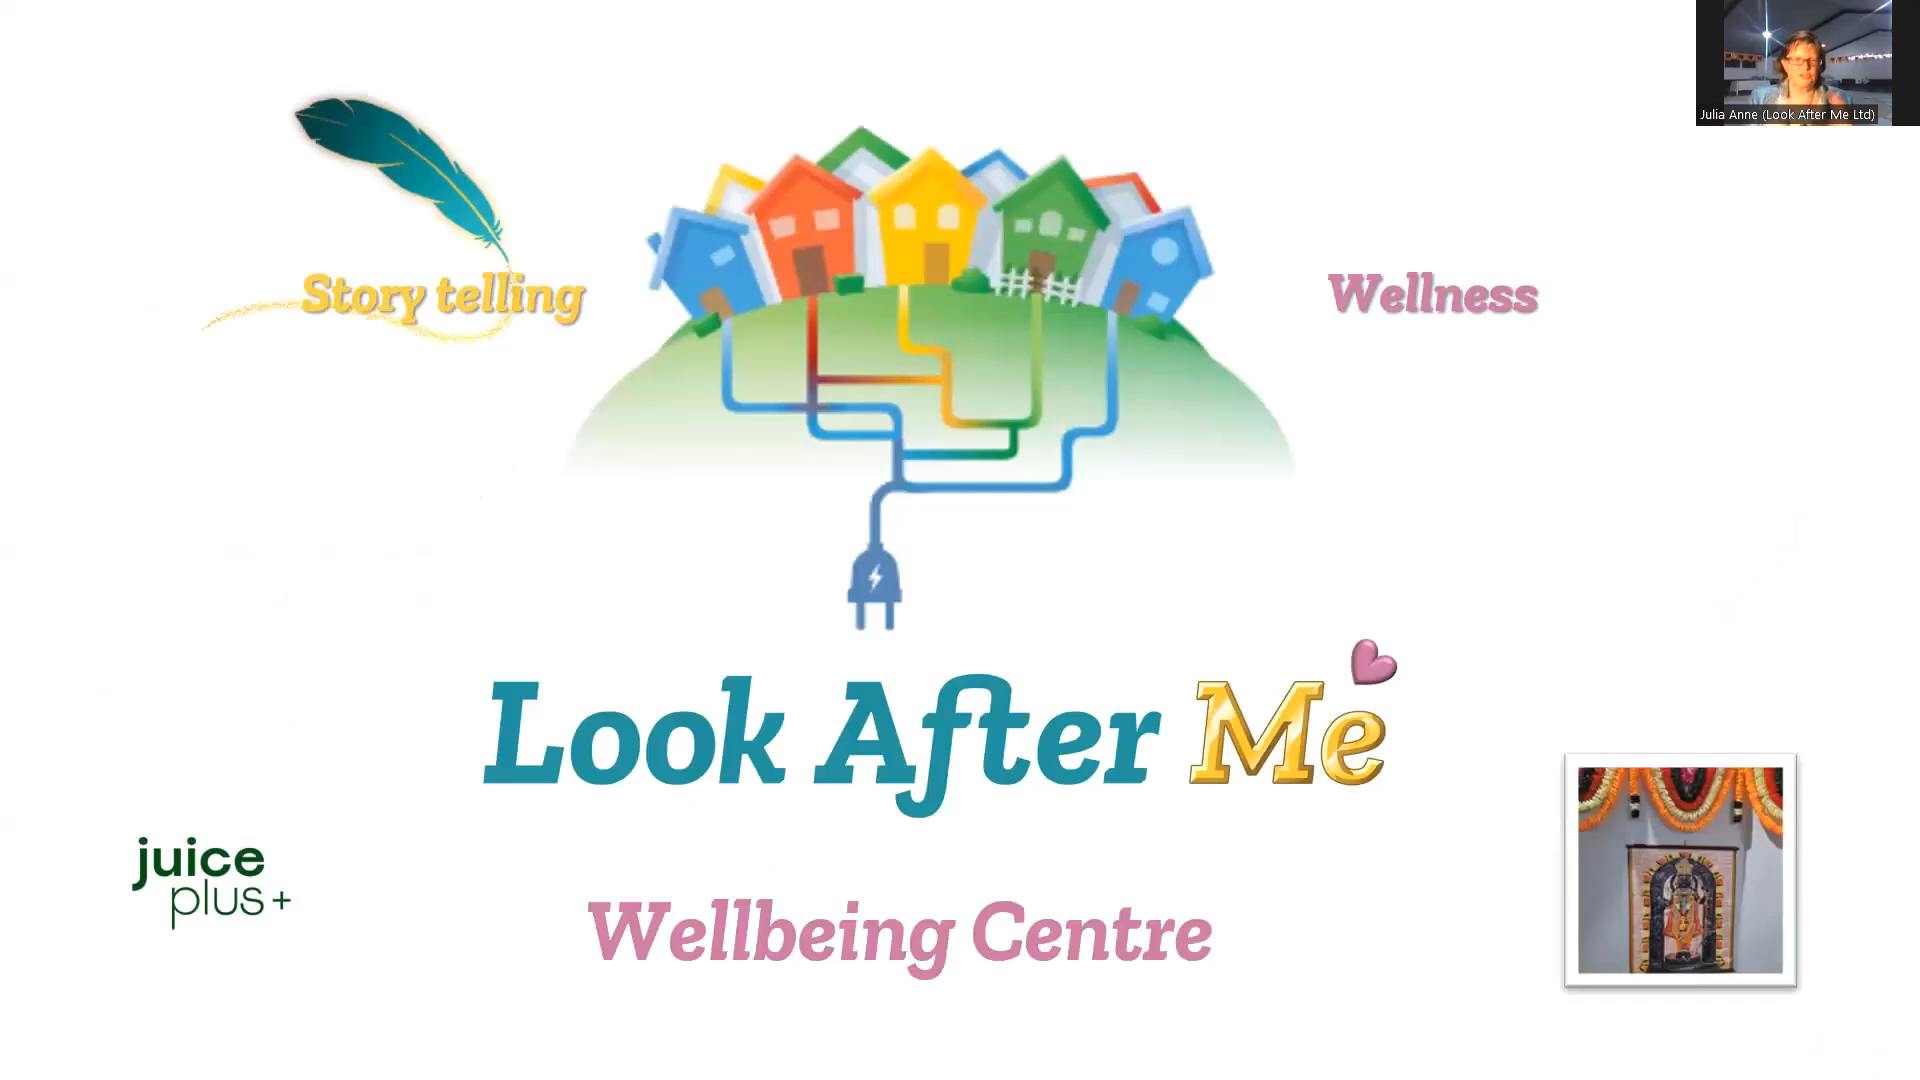 Julia Anne (Look After Me Ltd)
Story telling
Wellness
Look After Me
juice
plus+
Wellbeing Centre